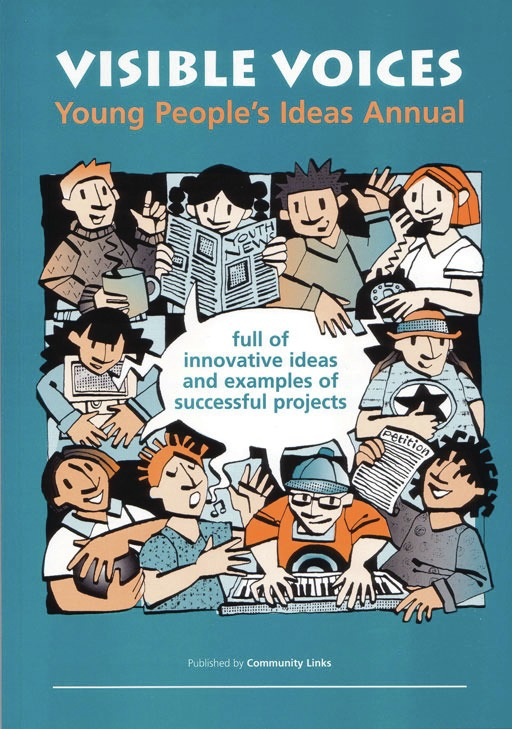 VISIBLE VOICES
Young People's Ideas Annual
YOUTH
NEWS
full of
innovative ideas
and examples of
successful projects
petition
Published by Community Links